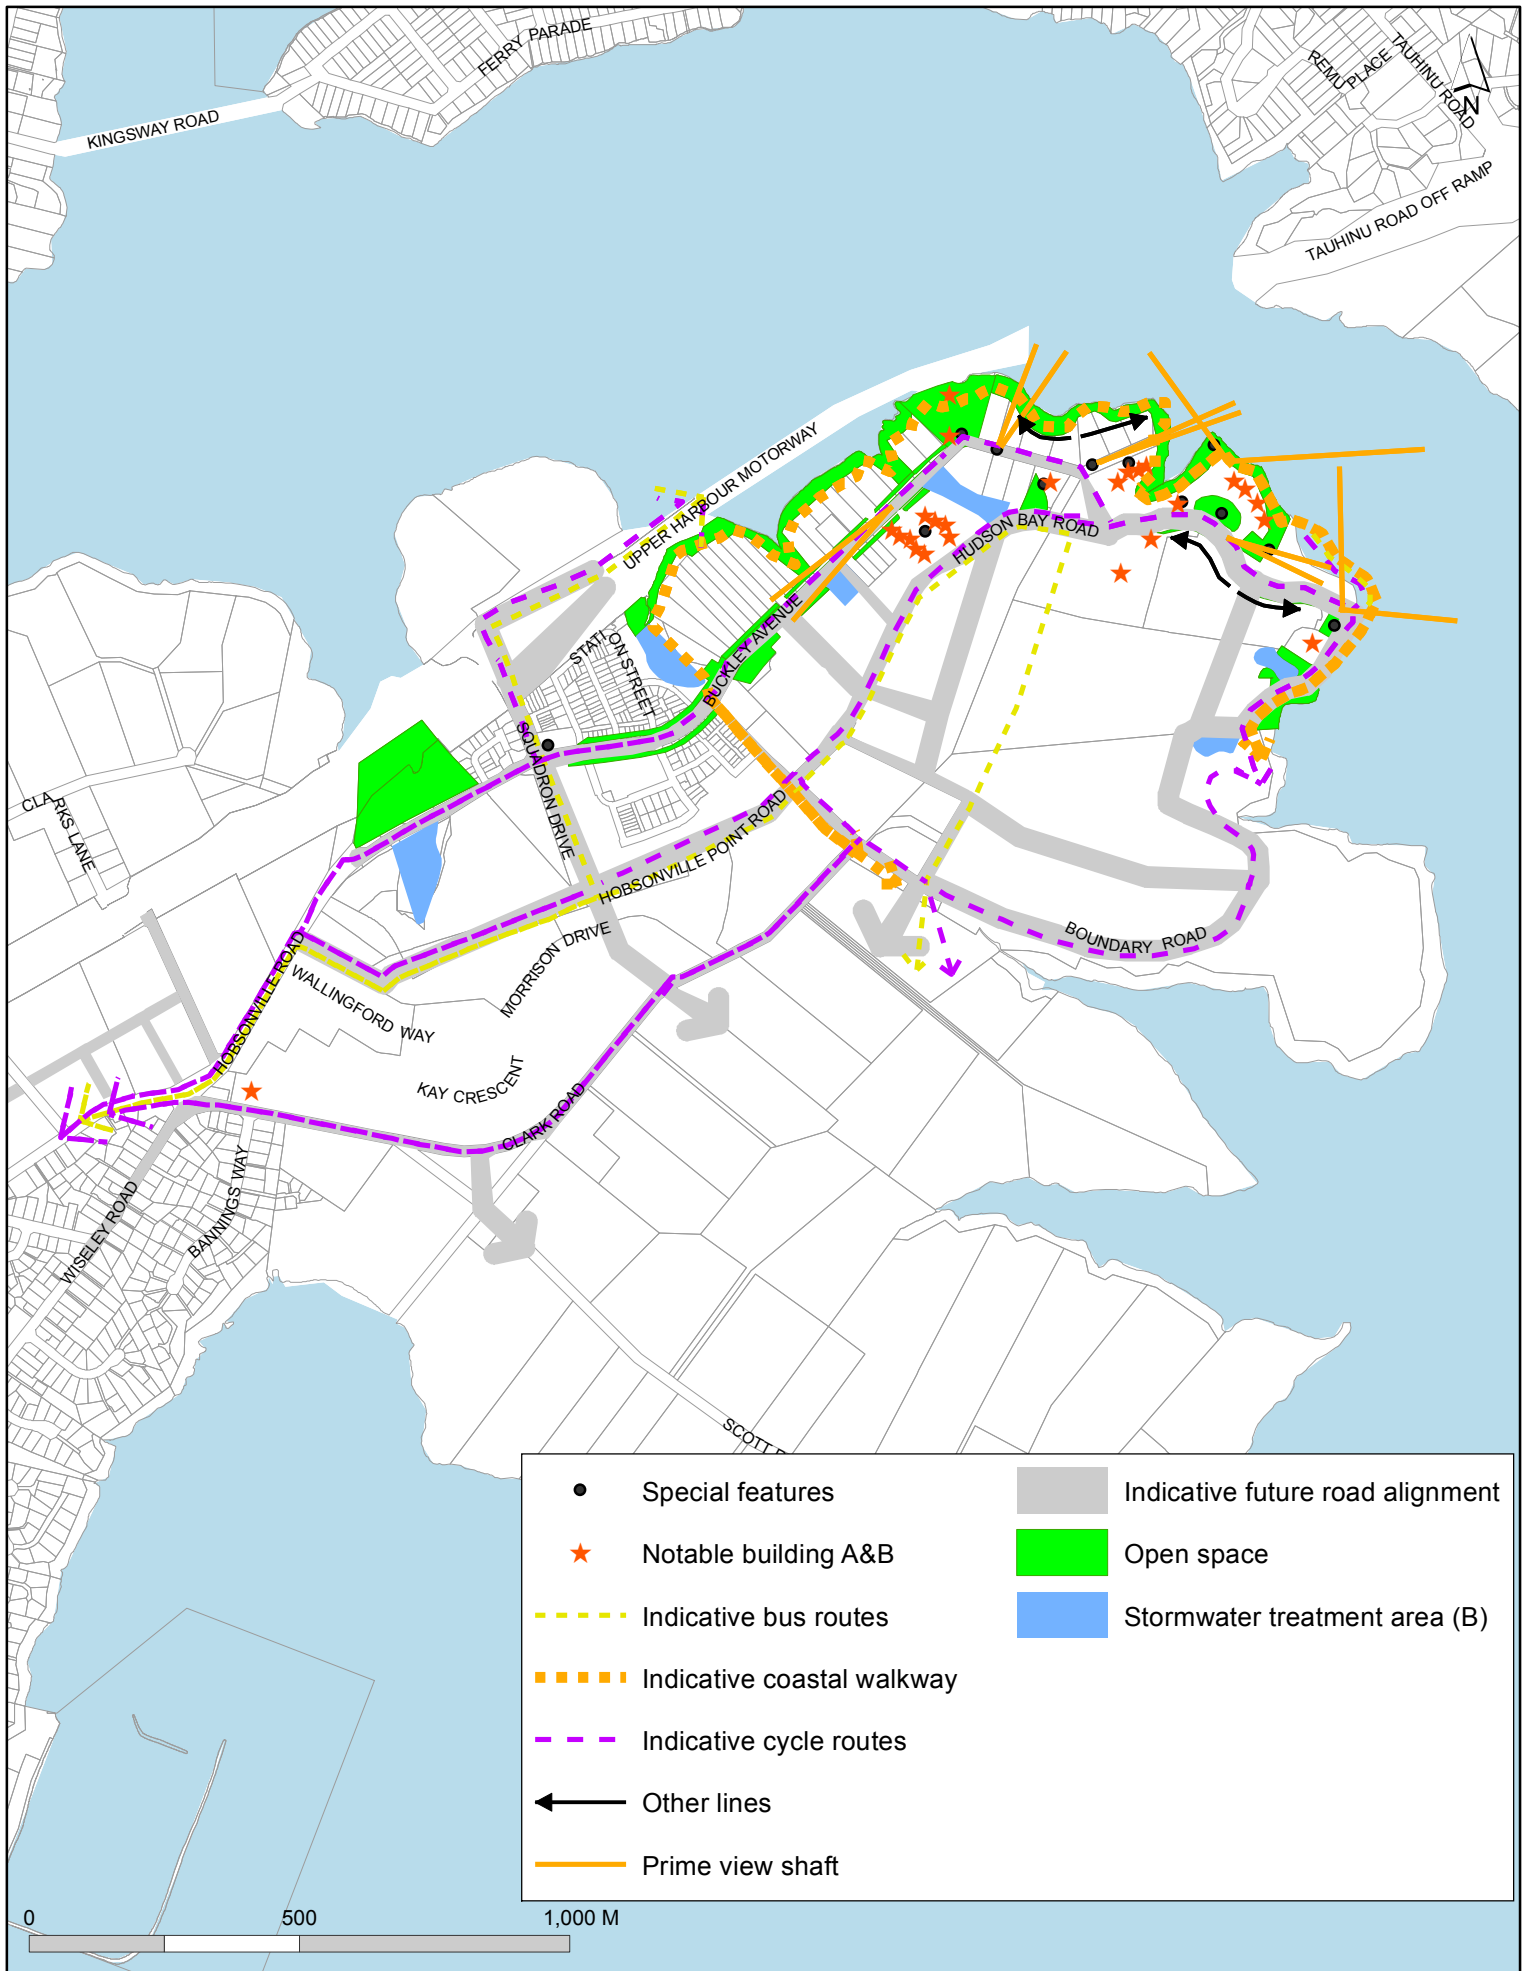 FERRY PARADE
KINGSWAY ROAD
REMU PLACE
TAUHINU ROAD
N
TAUHINU ROAD OFF RAMP
UPPER HARBOUR MOTORWAY
HUDSON BAY ROAD
STATION STREET
BUCKLEY AVENUE
SQUADRON DRIVE
CLARKS LANE
HOBSONVILLE POINT ROAD
MORRISON DRIVE
BOUNDARY ROAD
HOBSONVILLE ROAD
WALLINGFORD WAY
KAY CRESCENT
CLARK ROAD
WISELEY ROAD
BANNINGS WAY
SCOTT
Special features
Notable building A&B
Indicative bus routes
Indicative coastal walkway
Indicative cycle routes
Other lines
Prime view shaft
Indicative future road alignment
Open space
Stormwater treatment area (B)
0 500 1,000 M